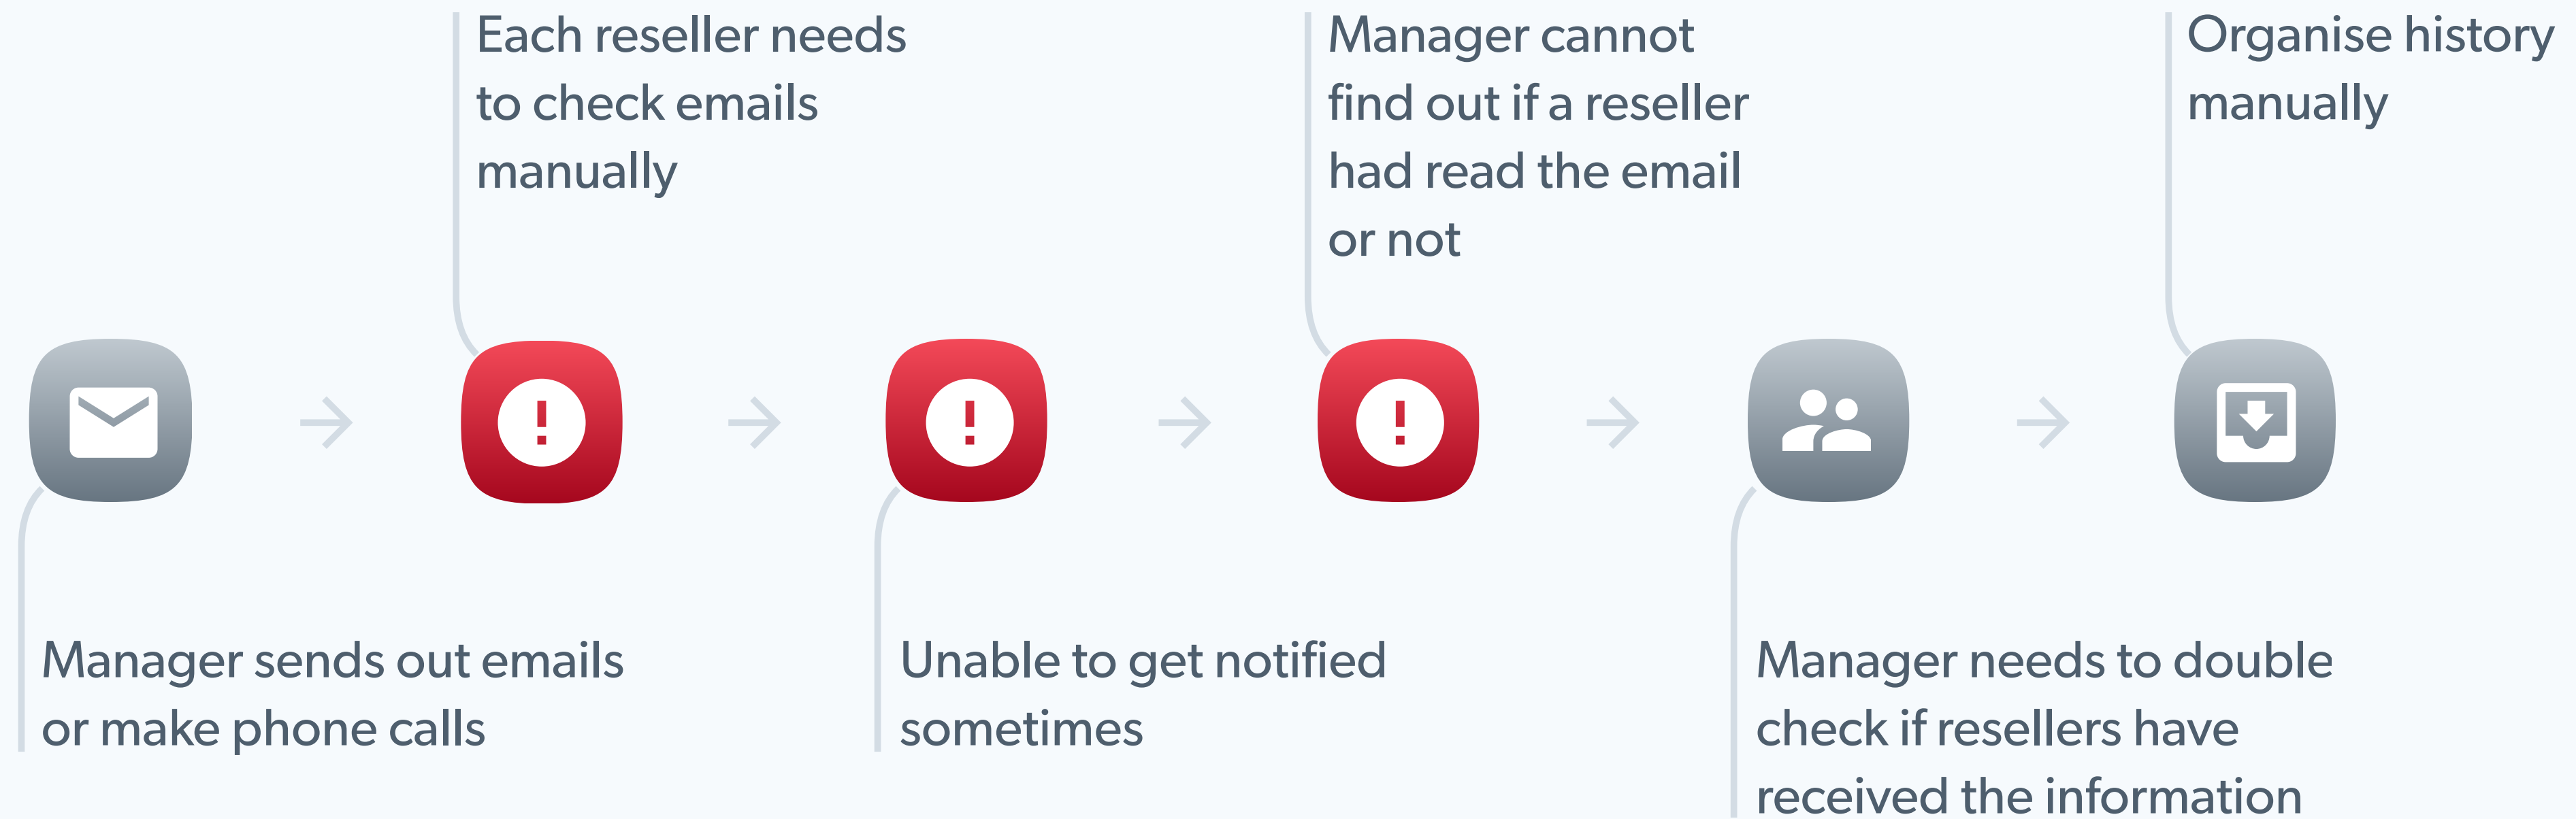 Each reseller needs
to check emails
manually
Manager cannot
find out if a reseller
had read the email
or not
Organise history
manually
Manager sends out emails
or make phone calls
Unable to get notified
sometimes
Manager needs to double
check if resellers have
received the information